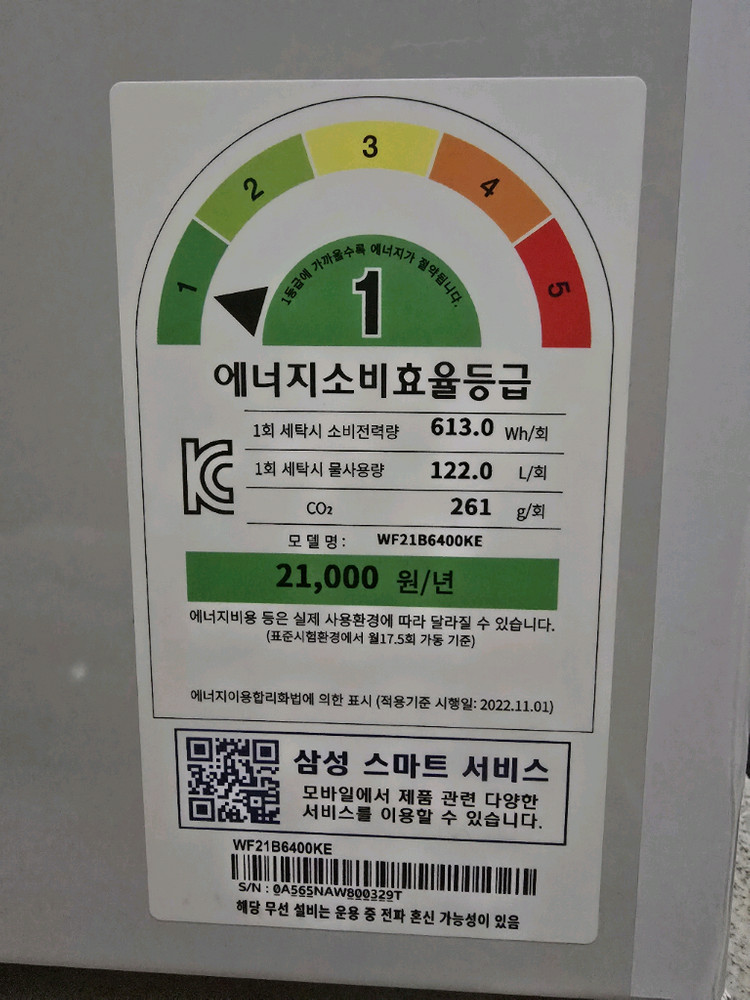 1
2
3
4
5
1등급에 가까울수록 에너지가 절약됩니다.
1
에너지소비효율등급
1회 세탁시 소비전력량 613.0 Wh/회
1회 세탁시 물사용량 122.0 L/회
CO₂ 261 g/회
모델명: WF21B6400KE
21,000 원/년
에너지비용 등은 실제 사용환경에 따라 달라질 수 있습니다.
(표준시험환경에서 월17.5회 가동 기준)
에너지이용합리화법에 의한 표시 (적용기준 시행일: 2022.11.01)
삼성 스마트 서비스
모바일에서 제품 관련 다양한
서비스를 이용할 수 있습니다.
WF21B6400KE
S/N : 0A565NAW800329T
해당 무선 설비는 운용 중 전파 혼신 가능성이 있음